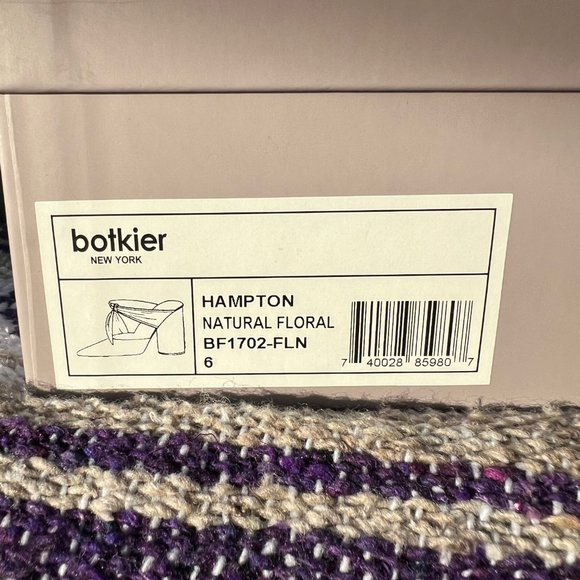 botkier
NEW YORK
HAMPTON
NATURAL FLORAL
BF1702-FLN
6
7 40028 85980 7